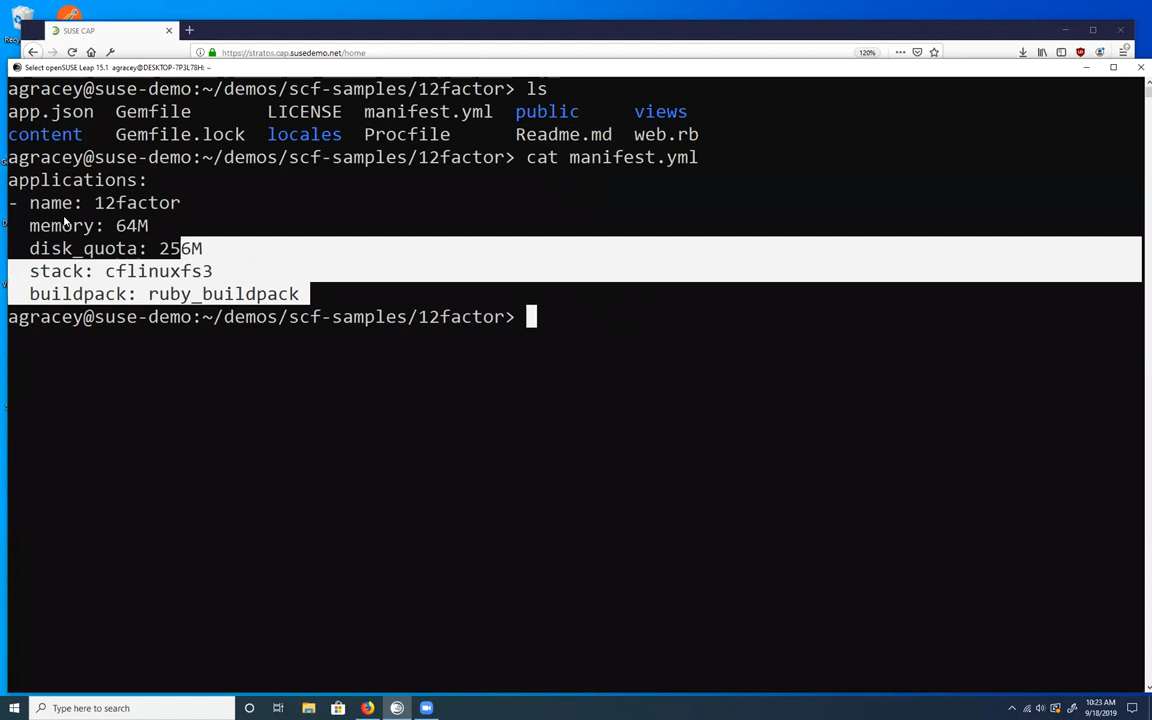 SUSE CAP
https://stratos.cap.susedemo.net/home
120%
Select openSUSE Leap 15.1 agracey@DESKTOP-7P3L78H: ~
agracey@suse-demo:~/demos/scf-samples/12factor> ls
app.json Gemfile LICENSE manifest.yml public views
content Gemfile.lock locales Procfile Readme.md web.rb
agracey@suse-demo:~/demos/scf-samples/12factor> cat manifest.yml
applications:
- name: 12factor
memory: 64M
disk_quota: 256M
stack: cflinuxfs3
buildpack: ruby_buildpack
agracey@suse-demo:~/demos/scf-samples/12factor>
Type here to search
10:23 AM
9/18/2019